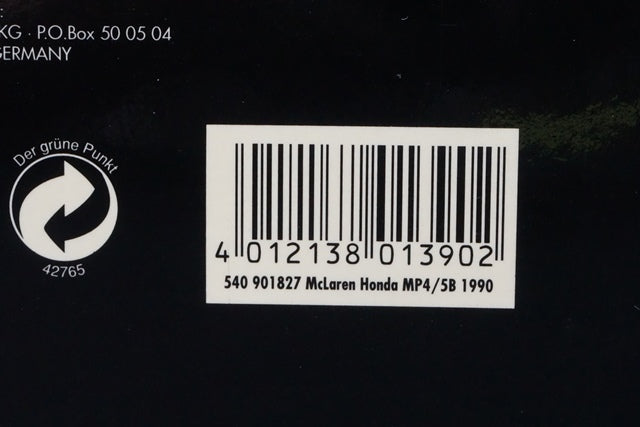 KG · P.O.Box 50 05 04
GERMANY
Der grüne Punkt
42765
4 012138 013902
540 901827 McLaren Honda MP4/5B 1990